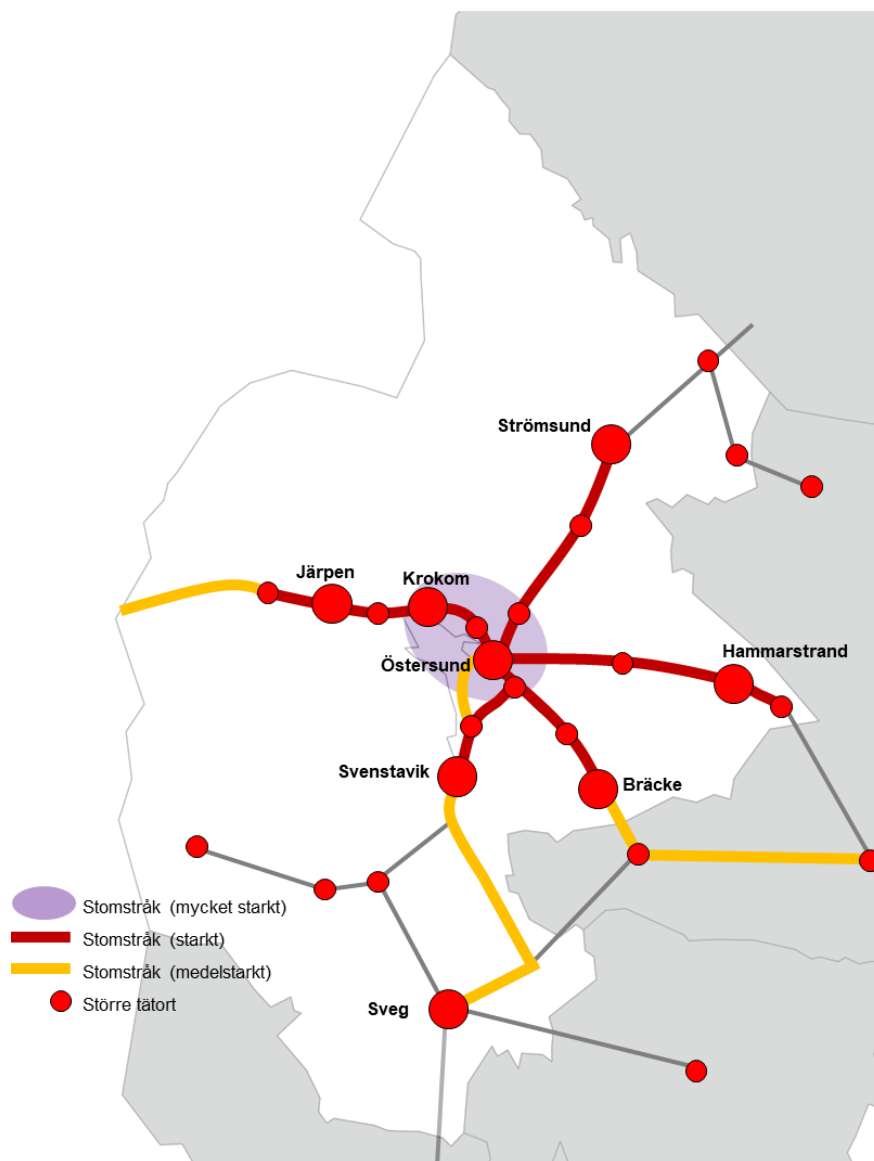 Strömsund
Järpen
Krokom
Östersund
Hammarstrand
Svenstavik
Bräcke
Stomstråk (mycket starkt)
Stomstråk (starkt)
Stomstråk (medelstarkt)
Större tätort
Sveg